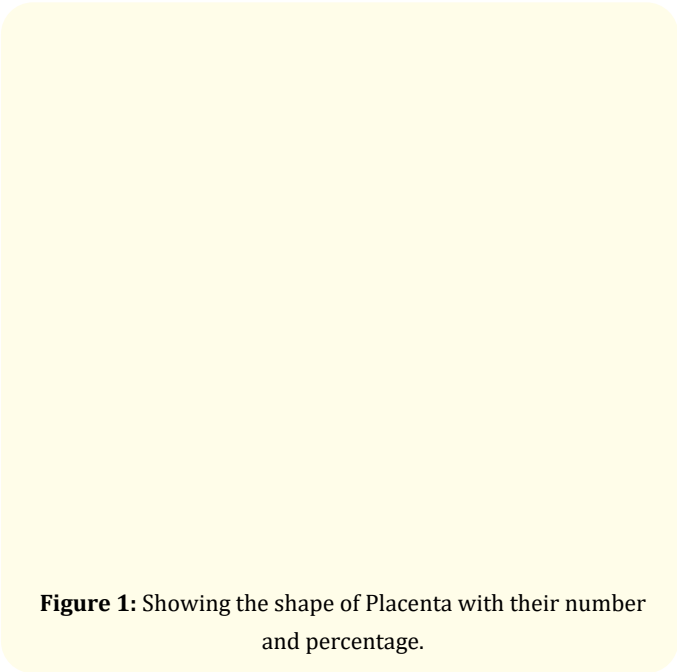 Figure 1: Showing the shape of Placenta with their number
and percentage.